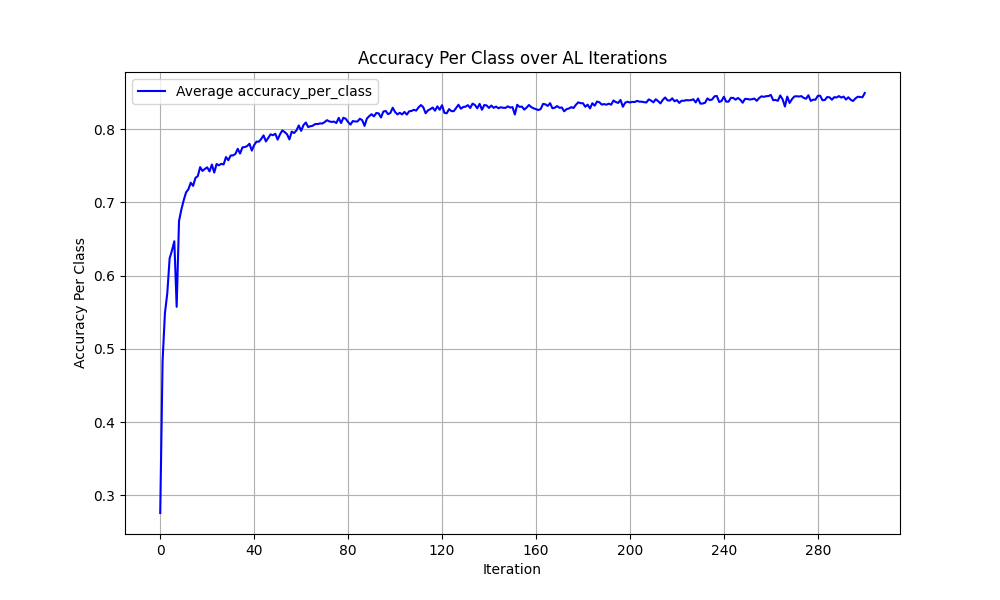 Accuracy Per Class over AL Iterations
Average accuracy_per_class
Accuracy Per Class
0.8
0.7
0.6
0.5
0.4
0.3
0 40 80 120 160 200 240 280
Iteration